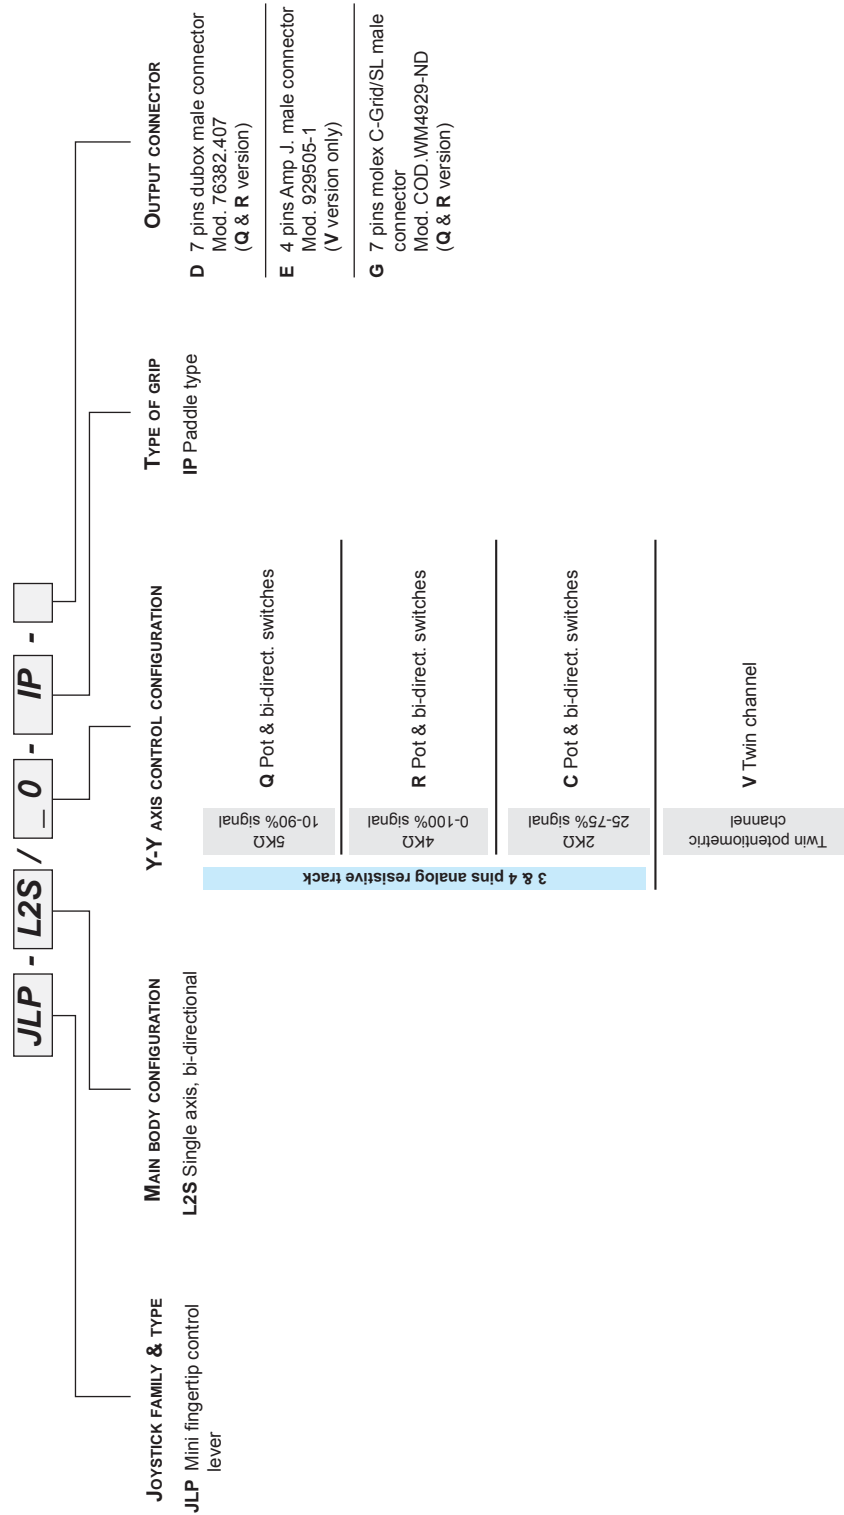 JLP - L2S / _ 0 - IP -
JOYSTICK FAMILY & TYPE
JLP Mini fingertip control
lever
MAIN BODY CONFIGURATION
L2S Single axis, bi-directional
Y-Y AXIS CONTROL CONFIGURATION
3 & 4 pins analog resistive track
5KΩ
10-90% signal
Q Pot & bi-direct. switches
4KΩ
0-100% signal
R Pot & bi-direct. switches
2KΩ
25-75% signal
C Pot & bi-direct. switches
Twin potentiometric
channel
V Twin channel
TYPE OF GRIP
IP Paddle type
OUTPUT CONNECTOR
D 7 pins dubox male connector
Mod. 76382.407
(Q & R version)
E 4 pins Amp J. male connector
Mod. 929505-1
(V version only)
G 7 pins molex C-Grid/SL male
connector
Mod. COD.WM4929-ND
(Q & R version)